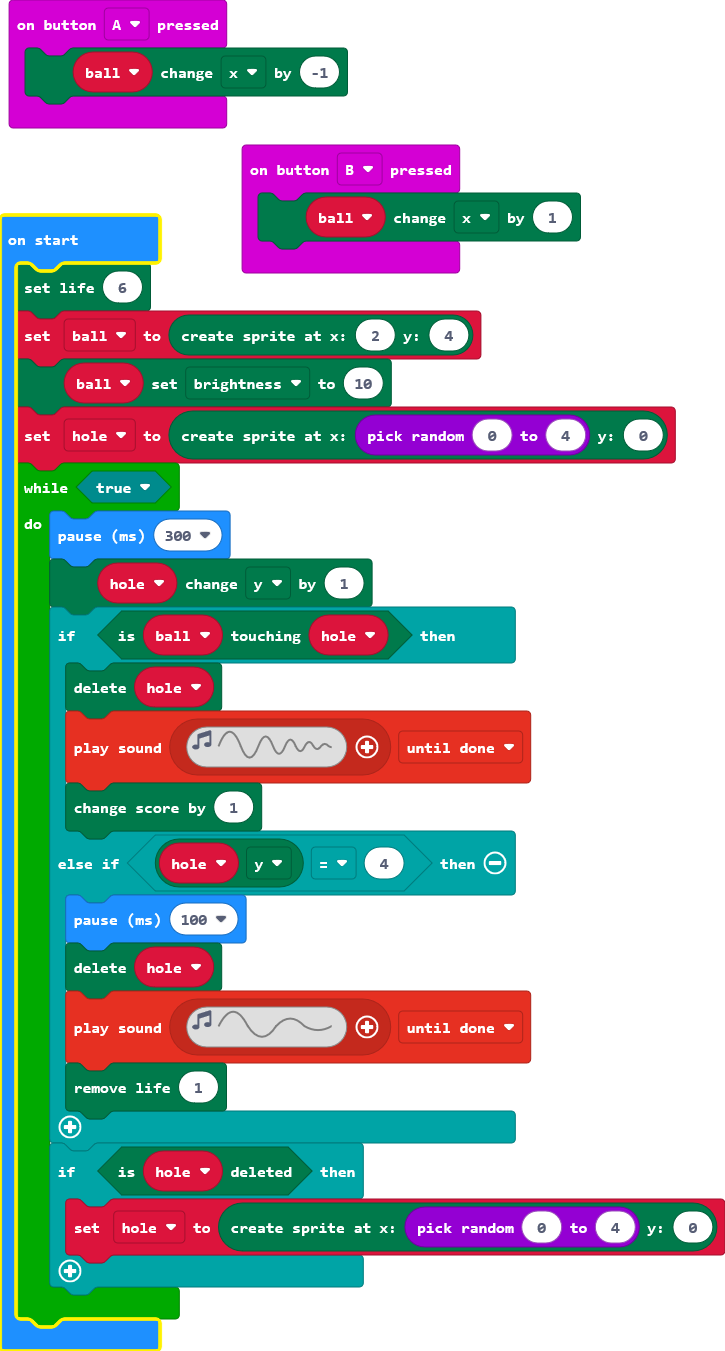 on button A pressed
ball change x by -1
on button B pressed
ball change x by 1
on start
set life 6
set ball to create sprite at x: 2 y: 4
ball set brightness to 10
set hole to create sprite at x: pick random 0 to 4 y: 0
while true
do
pause (ms) 300
hole change y by 1
if is ball touching hole then
delete hole
play sound until done
change score by 1
else if hole y = 4 then
pause (ms) 100
delete hole
play sound until done
remove life 1
if is hole deleted then
set hole to create sprite at x: pick random 0 to 4 y: 0